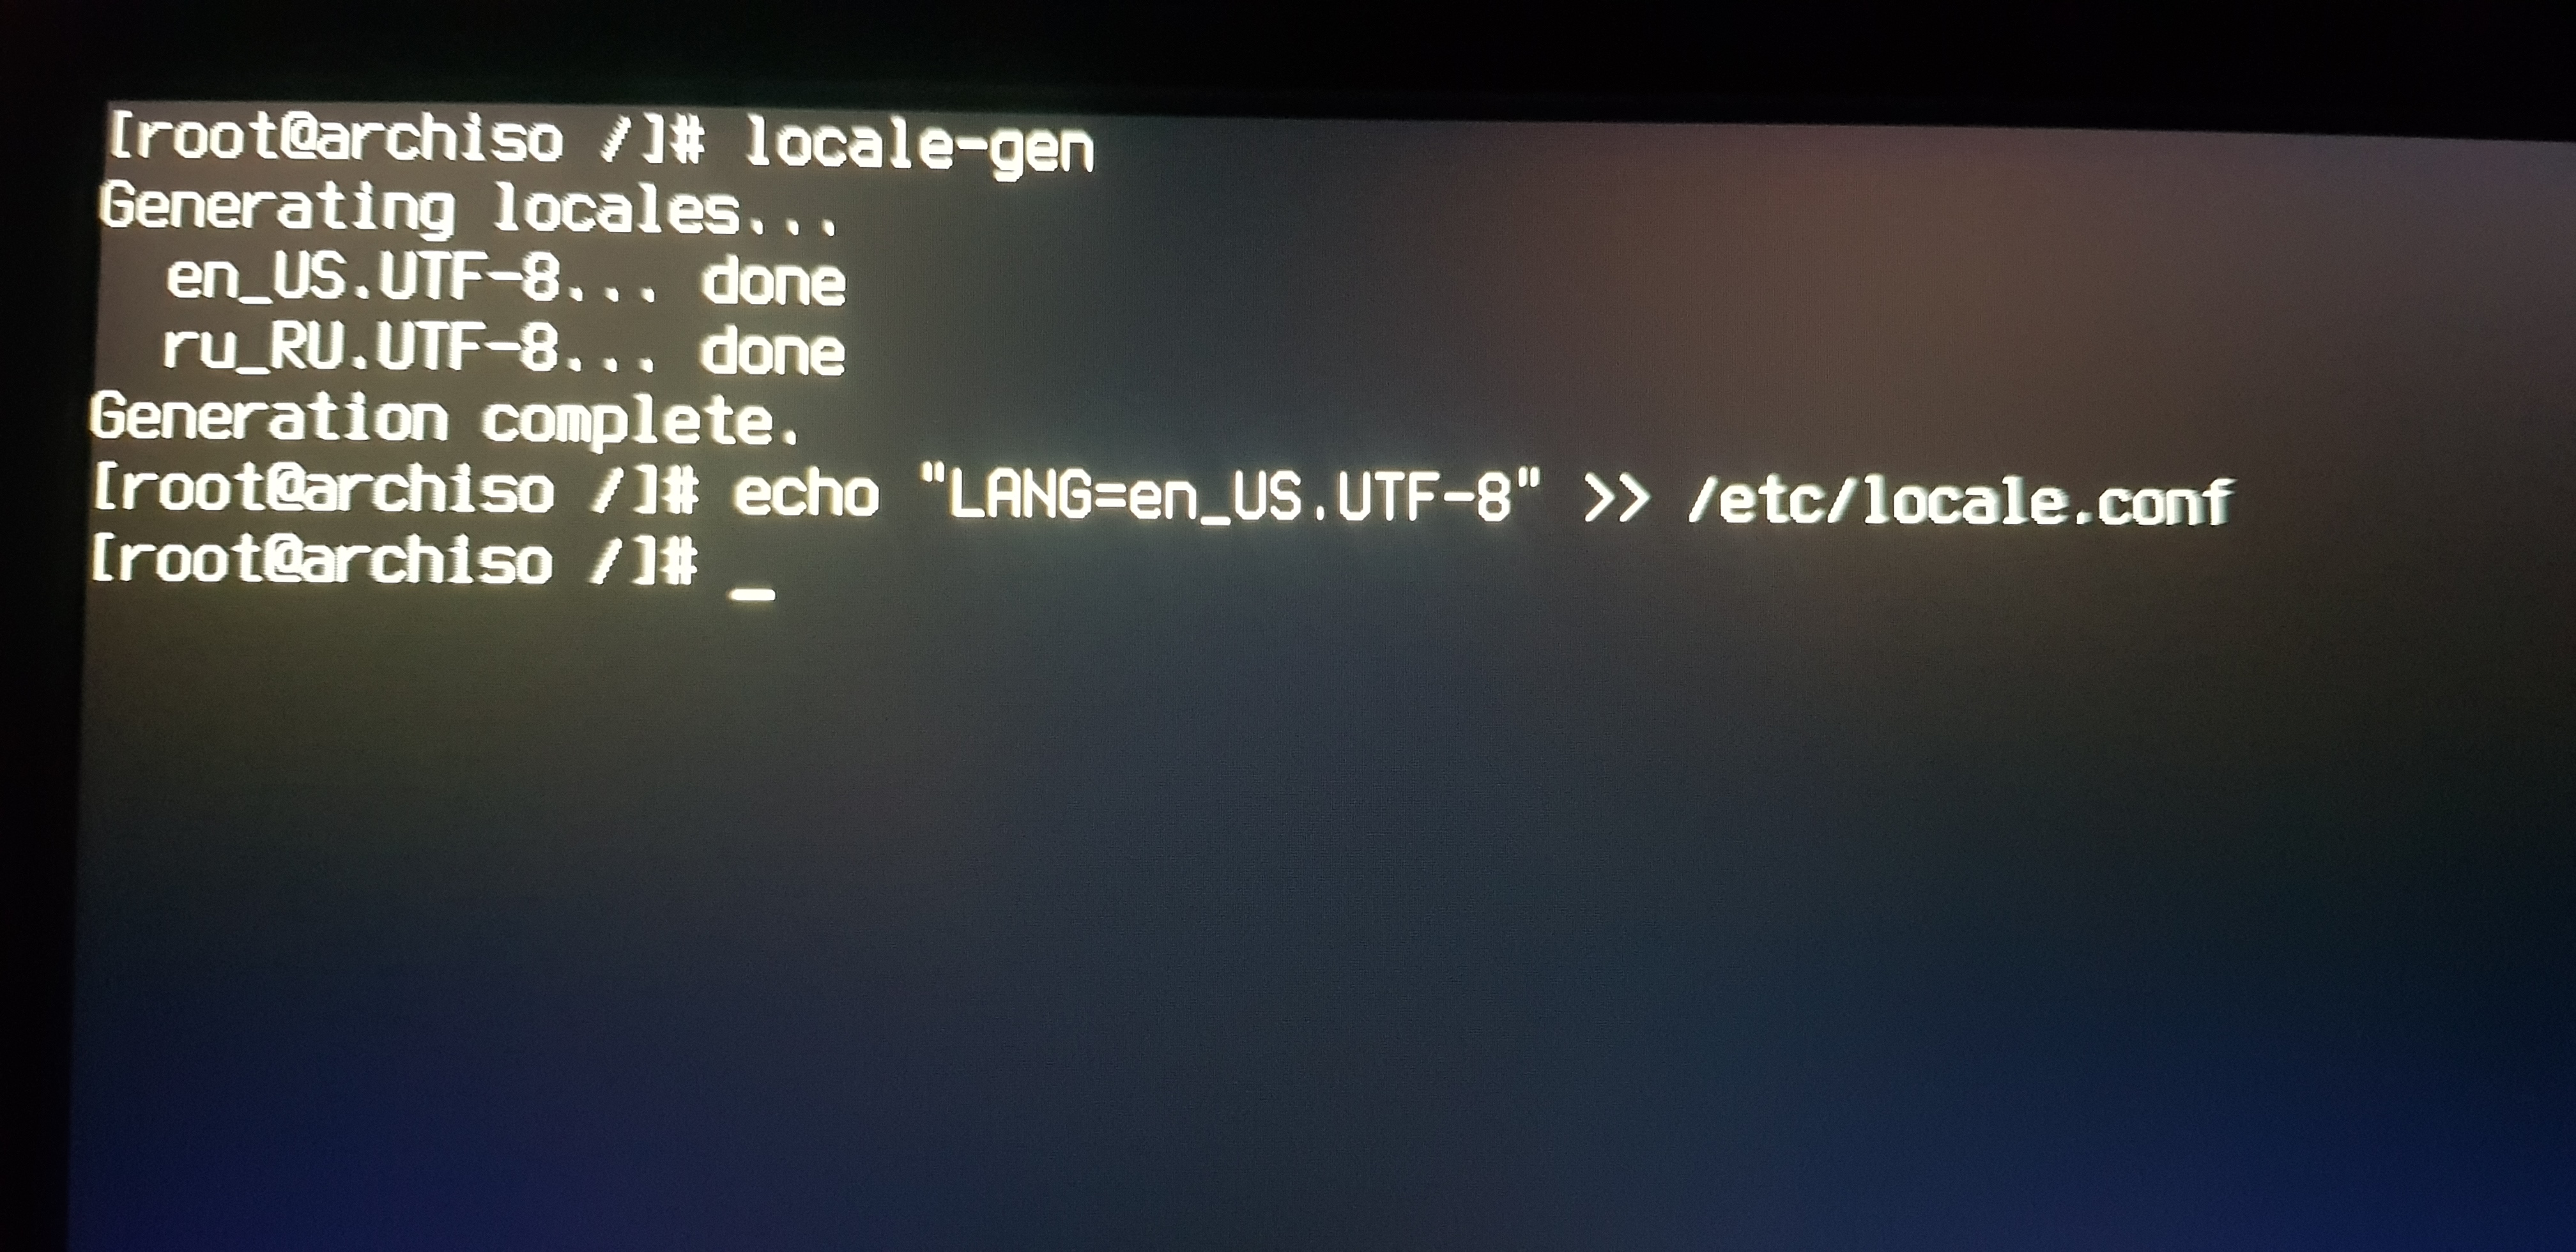 [root@archiso /]# locale-gen
Generating locales...
  en_US.UTF-8... done
  ru_RU.UTF-8... done
Generation complete.
[root@archiso /]# echo "LANG=en_US.UTF-8" >> /etc/locale.conf
[root@archiso /]# _